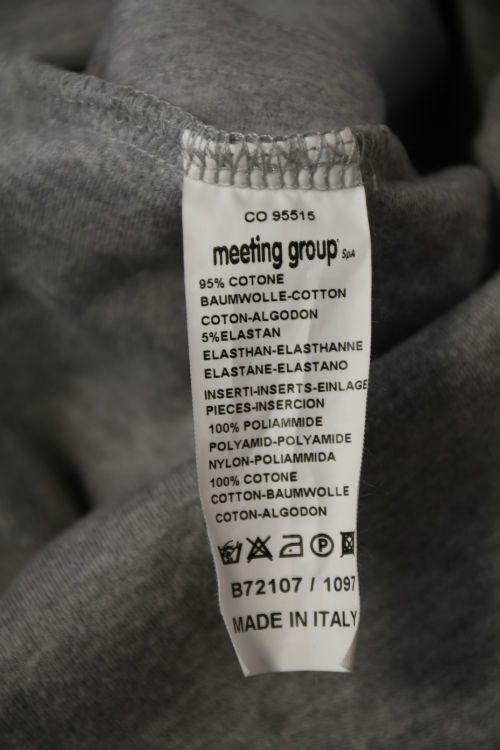 CO 95515
meeting group SpA
95% COTONE
BAUMWOLLE-COTTON
COTON-ALGODON
5%ELASTAN
ELASTHAN-ELASTHANNE
ELASTANE-ELASTANO
INSERTI-INSERTS-EINLAGE
PIECES-INSERCION
100% POLIAMMIDE
POLYAMID-POLYAMIDE
NYLON-POLIAMMIDA
100% COTONE
COTTON-BAUMWOLLE
COTON-ALGODON
P
B72107 / 1097
MADE IN ITALY